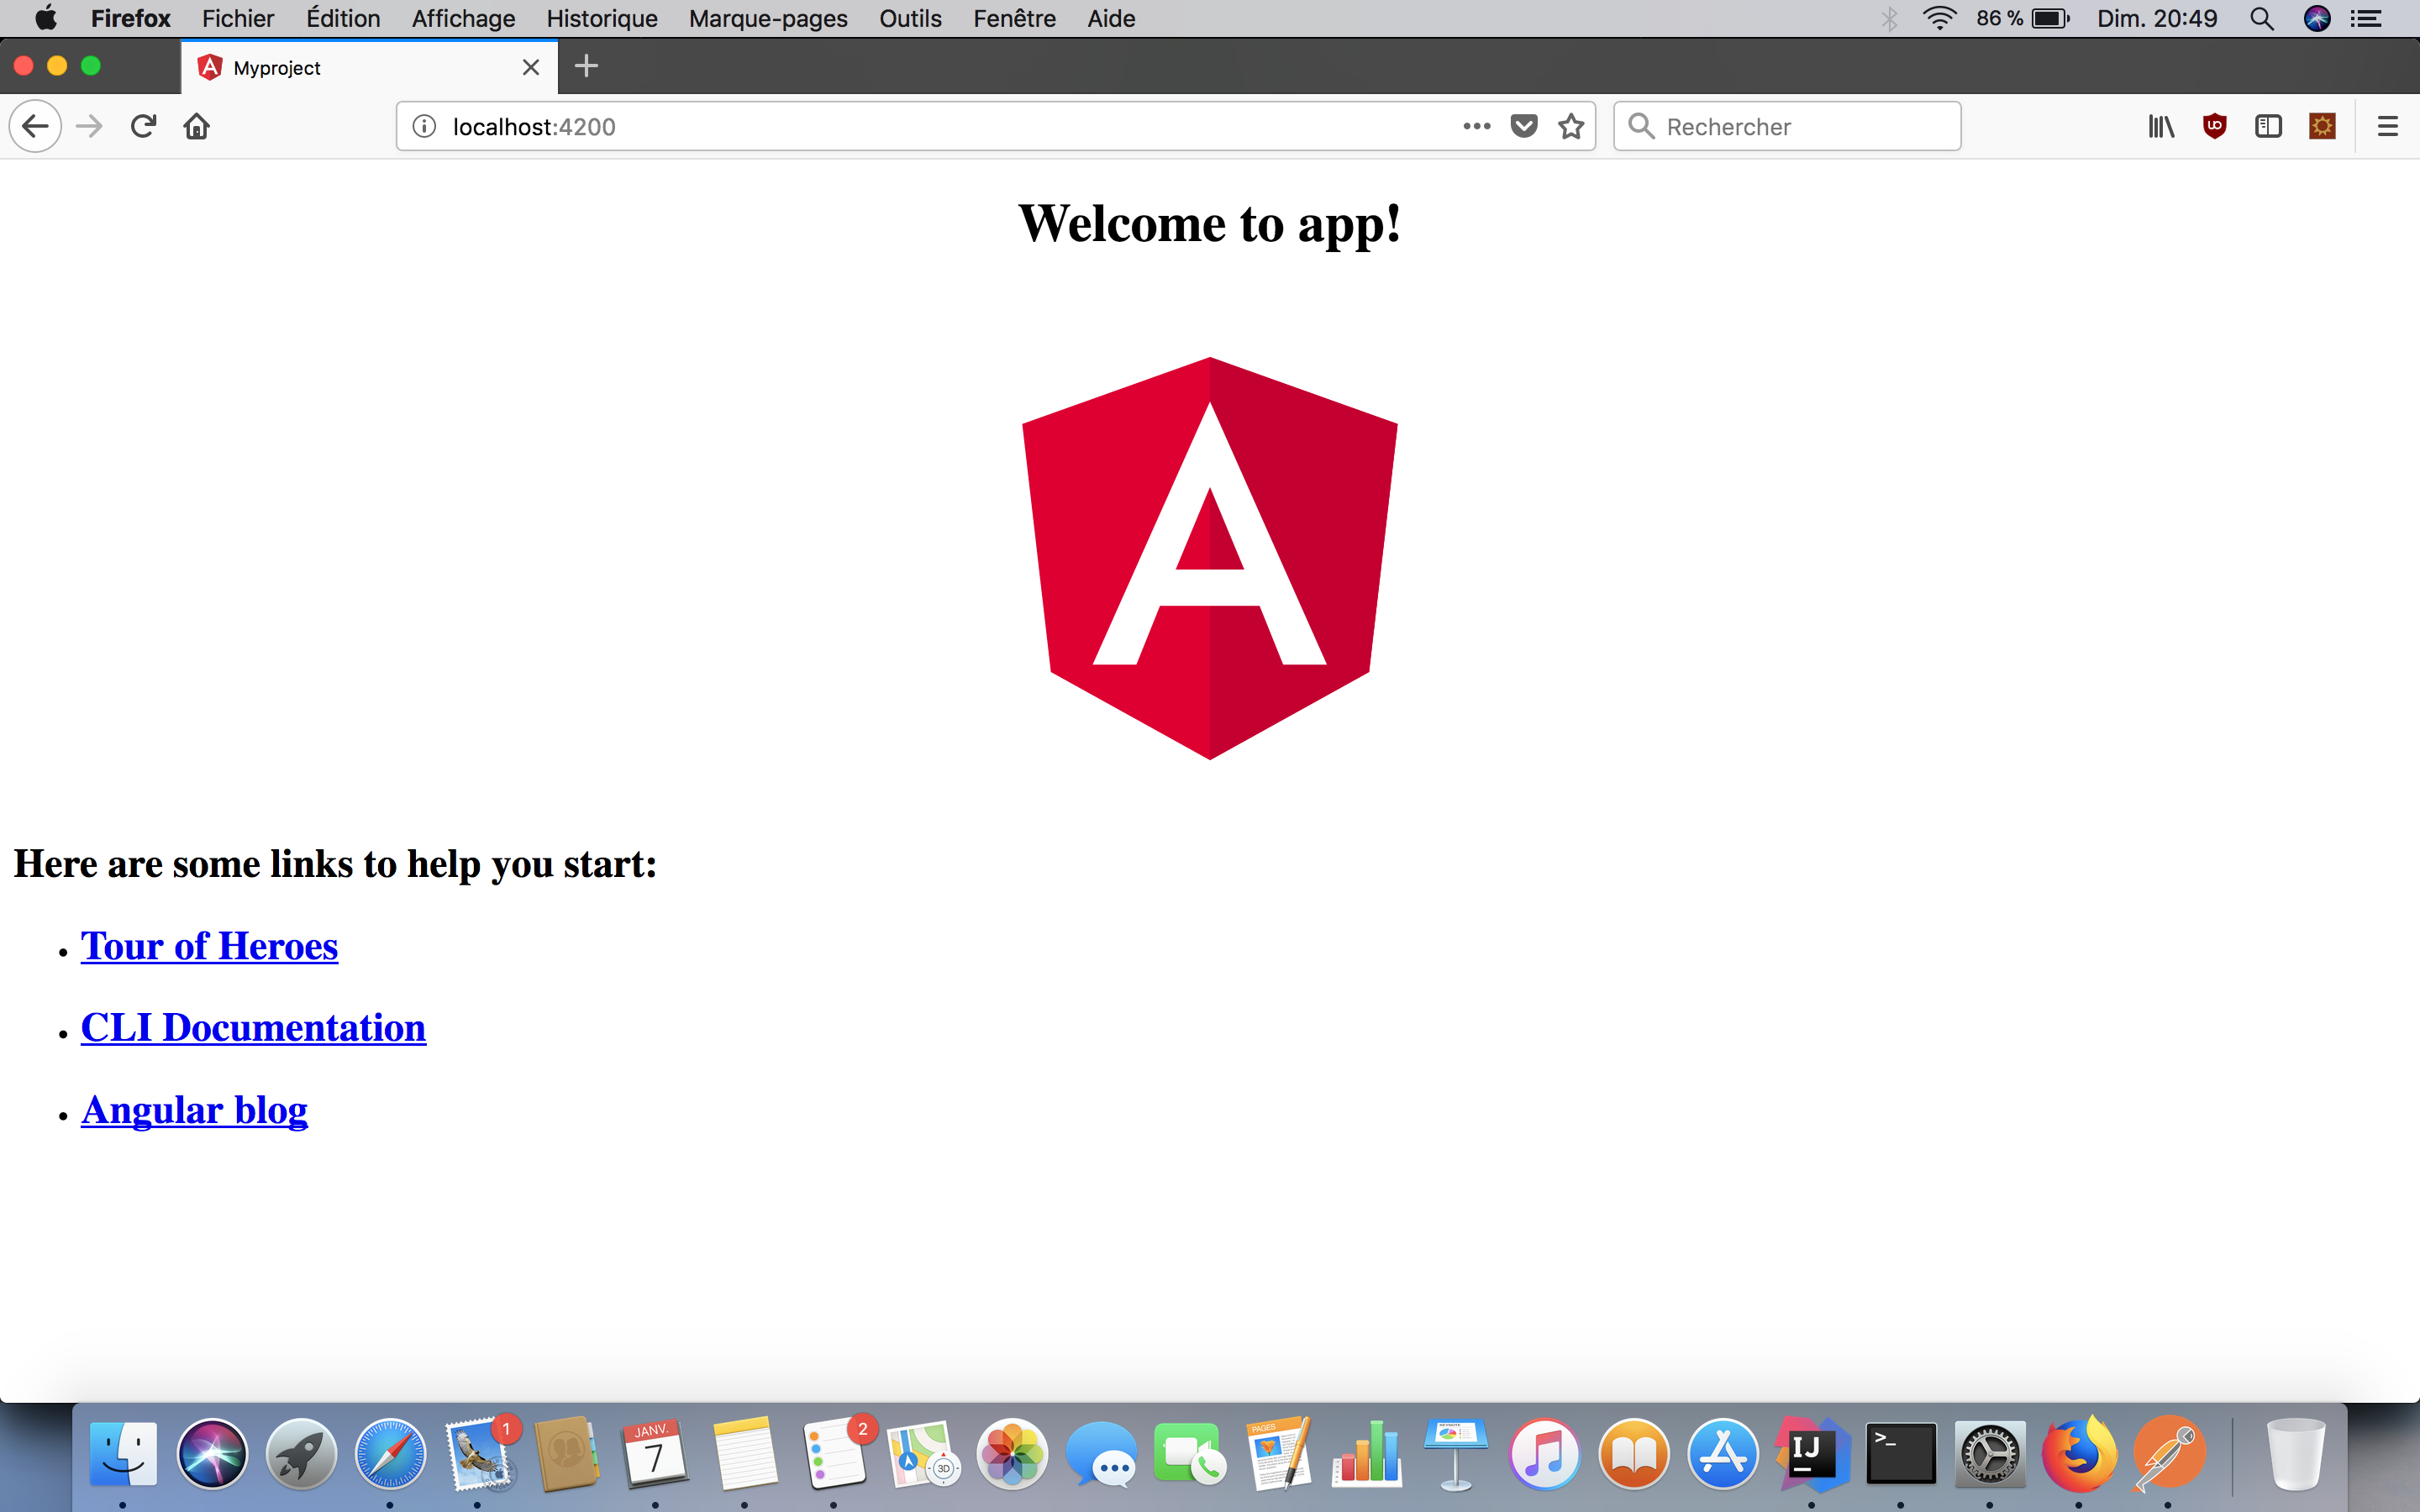 Firefox Fichier Édition Affichage Historique Marque-pages Outils Fenêtre Aide 86 % Dim. 20:49
Myproject
localhost:4200 Rechercher
Welcome to app!
A
Here are some links to help you start:
• Tour of Heroes
• CLI Documentation
• Angular blog
1 JANV. 7 2 3D PAGES IJ >_